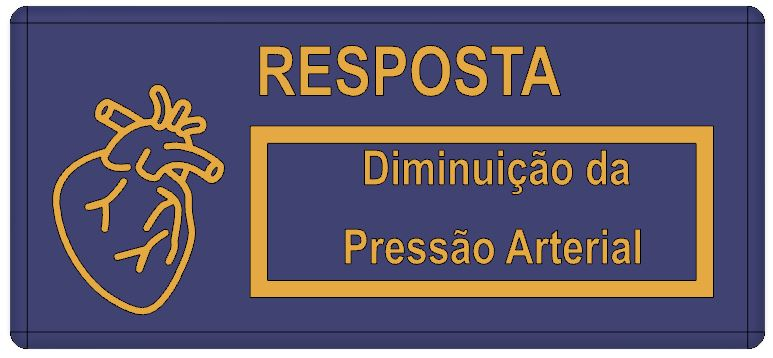 RESPOSTA
Diminuição da
Pressão Arterial